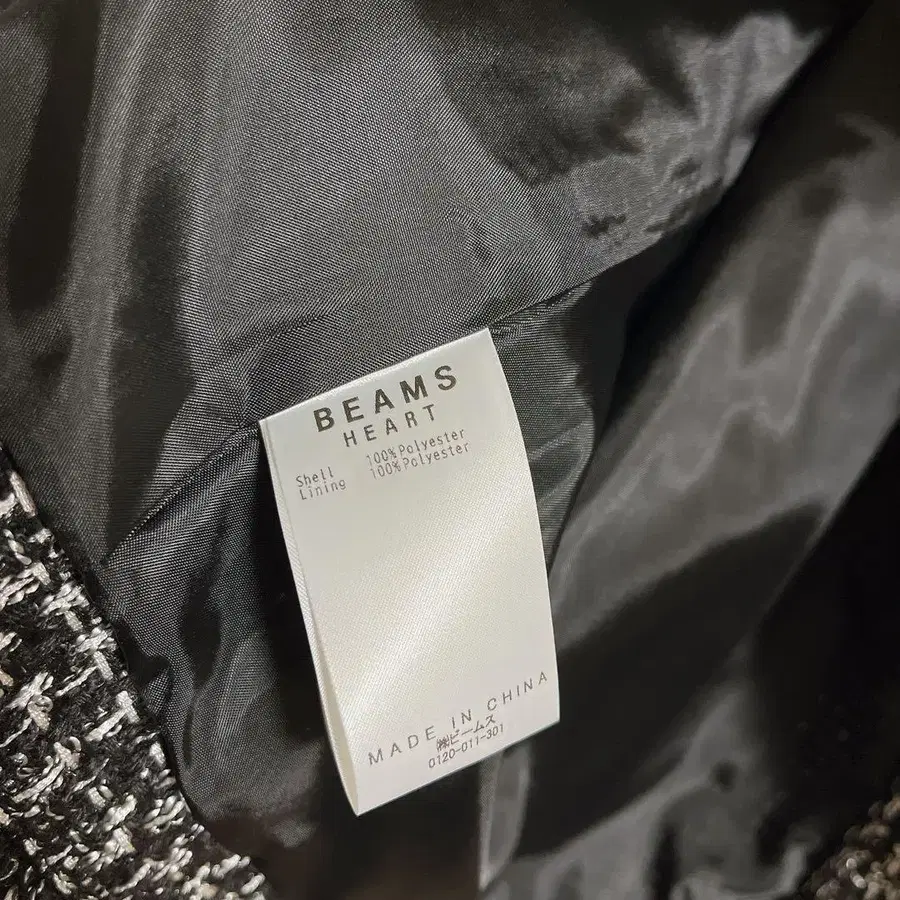 BEAMS
HEART
Shell 100%Polyester
Lining 100%Polyester
MADE IN CHINA
㈱ビームス
0120-011-301